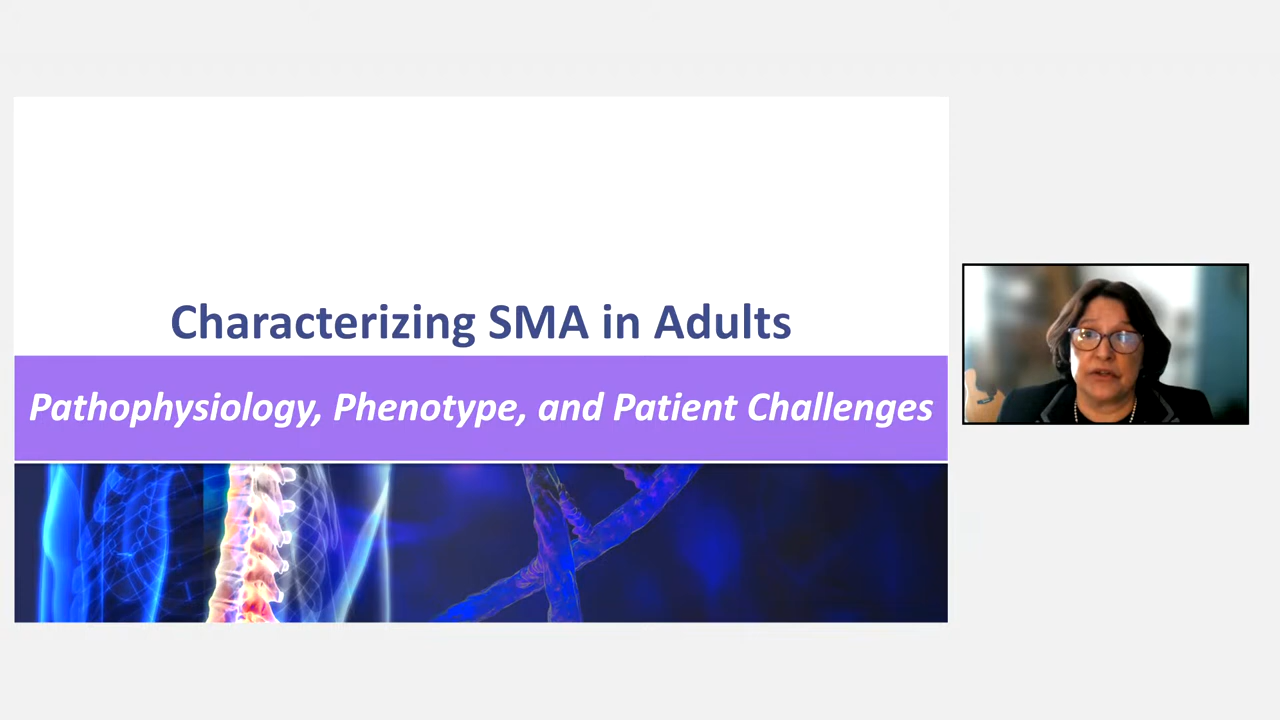 Characterizing SMA in Adults
Pathophysiology, Phenotype, and Patient Challenges